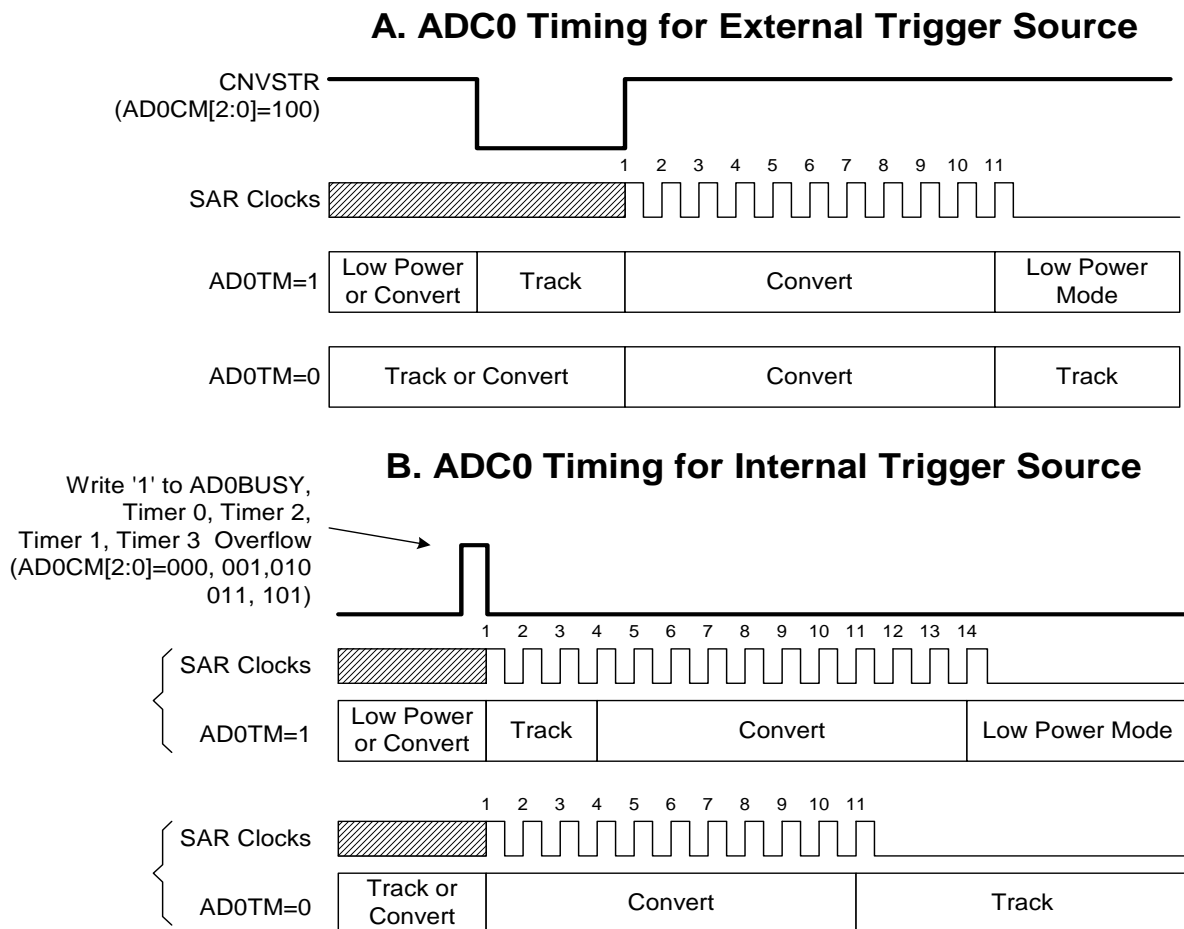 A. ADC0 Timing for External Trigger Source
CNVSTR
(AD0CM[2:0]=100)
1 2 3 4 5 6 7 8 9 10 11
SAR Clocks
AD0TM=1
Low Power
or Convert
Track
Convert
Low Power
Mode
AD0TM=0
Track or Convert
Convert
Track
B. ADC0 Timing for Internal Trigger Source
Write '1' to AD0BUSY,
Timer 0, Timer 2,
Timer 1, Timer 3 Overflow
(AD0CM[2:0]=000, 001,010
011, 101)
1 2 3 4 5 6 7 8 9 10 11 12 13 14
SAR Clocks
AD0TM=1
Low Power
or Convert
Track
Convert
Low Power Mode
1 2 3 4 5 6 7 8 9 10 11
SAR Clocks
AD0TM=0
Track or
Convert
Convert
Track